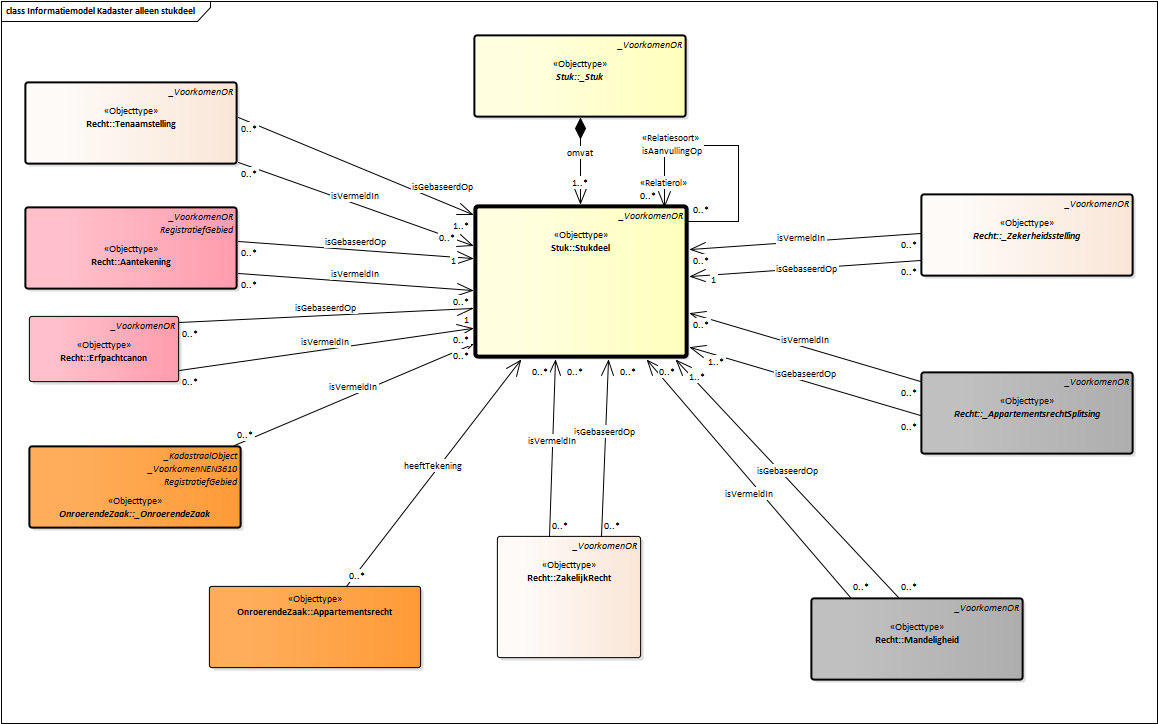 class Informatiemodel Kadaster alleen stukdeel
_VoorkomenOR
«Objecttype»
Stuk::_Stuk
omvat
1..*
«Relatiesoort»
isAanvullingOp
«Relatierol»
0..*
0..*
_VoorkomenOR
«Objecttype»
Stuk::Stukdeel
_VoorkomenOR
«Objecttype»
Recht::Tenaamstelling
0..*
isGebaseerdOp
1..*
0..*
isVermeldIn
0..*
_VoorkomenOR
RegistratiefGebied
«Objecttype»
Recht::Aantekening
0..*
isGebaseerdOp
1
0..*
isVermeldIn
0..*
_VoorkomenOR
«Objecttype»
Recht::Erfpachtcanon
0..*
isGebaseerdOp
1
0..*
isVermeldIn
0..*
_KadastraalObject
_VoorkomenNEN3610
RegistratiefGebied
«Objecttype»
OnroerendeZaak::_OnroerendeZaak
0..*
isVermeldIn
0..*
«Objecttype»
OnroerendeZaak::Appartementsrecht
0..*
heeftTekening
0..*
_VoorkomenOR
«Objecttype»
Recht::ZakelijkRecht
0..*
isVermeldIn
0..*
0..*
isGebaseerdOp
0..*
_VoorkomenOR
«Objecttype»
Recht::Mandeligheid
0..*
isVermeldIn
0..*
0..*
isGebaseerdOp
1..*
_VoorkomenOR
«Objecttype»
Recht::_AppartementsrechtSplitsing
0..*
isVermeldIn
0..*
0..*
isGebaseerdOp
1..*
_VoorkomenOR
«Objecttype»
Recht::_Zekerheidsstelling
0..*
isVermeldIn
0..*
0..*
isGebaseerdOp
1